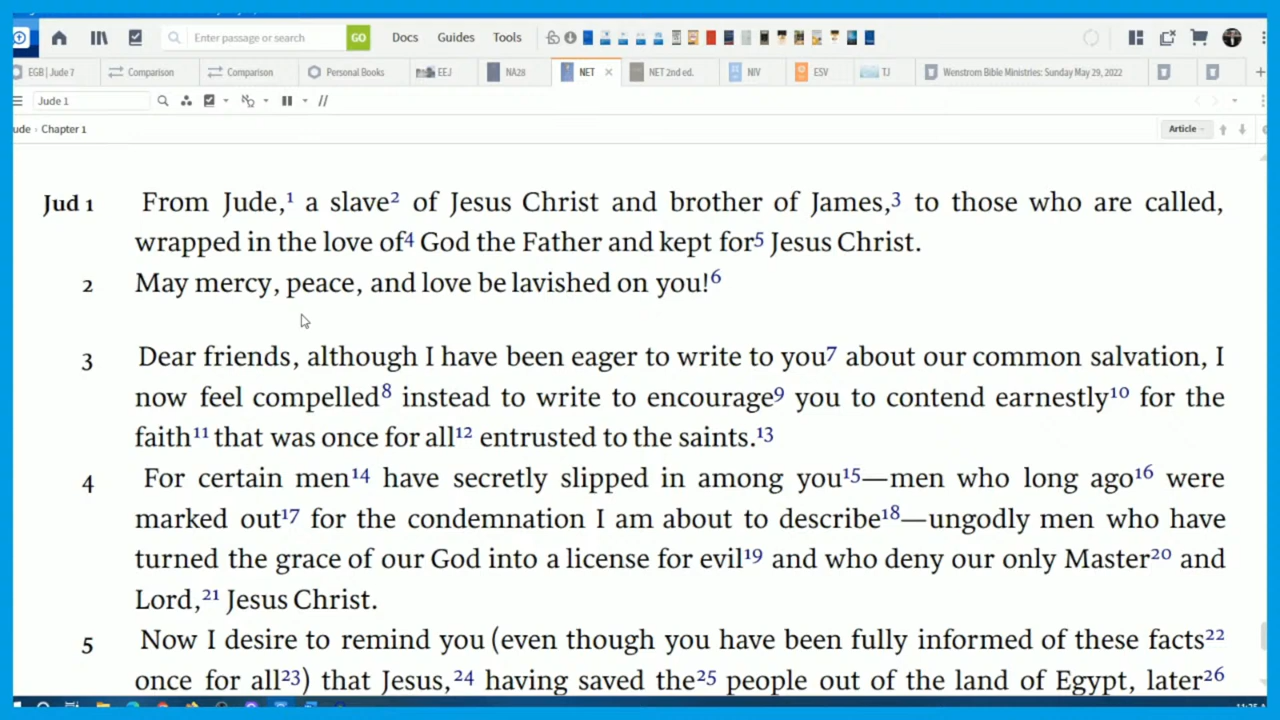 Enter passage or search
GO
Docs
Guides
Tools
EGB | Jude 7
Comparison
Comparison
Personal Books
EEJ
NA28
NET
NET 2nd ed.
NIV
ESV
TJ
Wenstrom Bible Ministries: Sunday May 29, 2022
Jude 1
ude › Chapter 1
Article
Jud 1 From Jude,1 a slave2 of Jesus Christ and brother of James,3 to those who are called,
wrapped in the love of4 God the Father and kept for5 Jesus Christ.
2 May mercy, peace, and love be lavished on you!6
3 Dear friends, although I have been eager to write to you7 about our common salvation, I
now feel compelled8 instead to write to encourage9 you to contend earnestly10 for the
faith11 that was once for all12 entrusted to the saints.13
4 For certain men14 have secretly slipped in among you15—men who long ago16 were
marked out17 for the condemnation I am about to describe18—ungodly men who have
turned the grace of our God into a license for evil19 and who deny our only Master20 and
Lord,21 Jesus Christ.
5 Now I desire to remind you (even though you have been fully informed of these facts22
once for all23) that Jesus,24 having saved the25 people out of the land of Egypt, later26